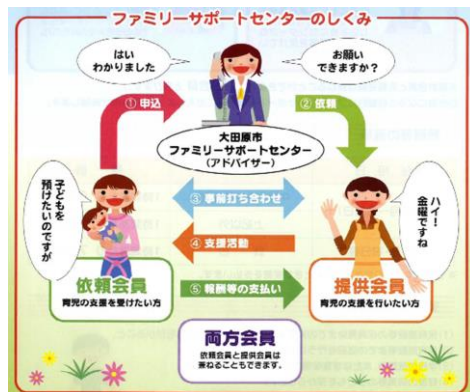 ファミリーサポートセンターのしくみ
はい
わかりました
お願い
できますか？
① 申込
② 依頼
大田原市
ファミリーサポートセンター
（アドバイザー）
子どもを
預けたいのですが
③ 事前打ち合わせ
ハイ！
金曜ですね
④ 支援活動
依頼会員
育児の支援を受けたい方
⑤ 報酬等の支払い
提供会員
育児の支援を行いたい方
両方会員
依頼会員と提供会員は
兼ねることもできます。